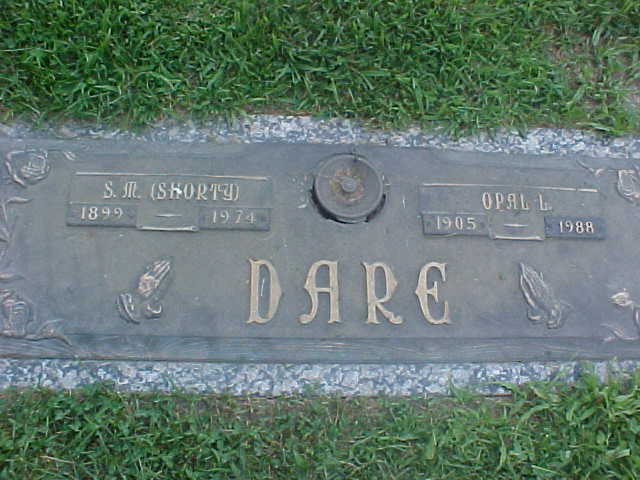 S. M. (SHORTY)
1899 1974
OPAL L.
1905 1988
DARE